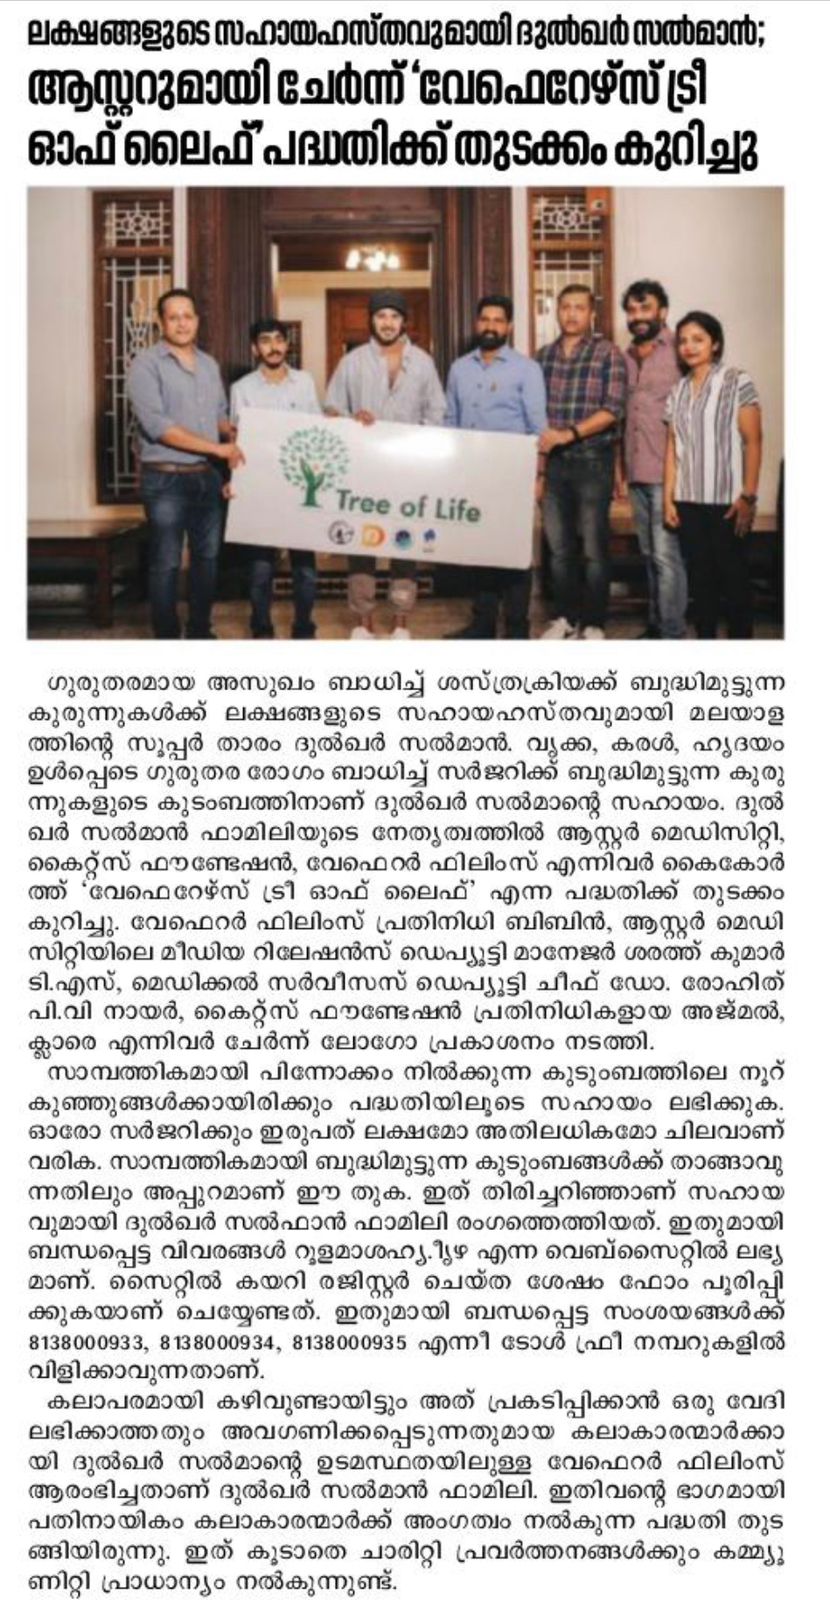 ലക്ഷങ്ങളുടെ സഹായഹസ്തവുമായി ദുൽഖർ സൽമാൻ;
ആസ്റ്ററുമായി ചേർന്ന് ‘വേഫെറേഴ്സ് ട്രീ
ഓഫ് ലൈഫ്’ പദ്ധതിക്ക് തുടക്കം കുറിച്ചു
Tree of Life
ഗുരുതരമായ അസുഖം ബാധിച്ച് ശസ്ത്രക്രിയക്ക് ബുദ്ധിമുട്ടുന്ന
കുരുന്നുകൾക്ക് ലക്ഷങ്ങളുടെ സഹായഹസ്തവുമായി മലയാള
ത്തിന്റെ സൂപ്പർ താരം ദുൽഖർ സൽമാൻ. വൃക്ക, കരൾ, ഹൃദയം
ഉൾപ്പെടെ ഗുരുതര രോഗം ബാധിച്ച് സർജറിക്ക് ബുദ്ധിമുട്ടുന്ന കുരു
ന്നുകളുടെ കുടംബത്തിനാണ് ദുൽഖർ സൽമാന്റെ സഹായം. ദുൽ
ഖർ സൽമാൻ ഫാമിലിയുടെ നേതൃത്വത്തിൽ ആസ്റ്റർ മെഡിസിറ്റി,
കൈറ്റ്സ് ഫൗണ്ടേഷൻ, വേഫെറർ ഫിലിംസ് എന്നിവർ കൈകോർ
ത്ത് ‘വേഫെറേഴ്സ് ട്രീ ഓഫ് ലൈഫ്’ എന്ന പദ്ധതിക്ക് തുടക്കം
കുറിച്ചു. വേഫെറർ ഫിലിംസ് പ്രതിനിധി ബിബിൻ, ആസ്റ്റർ മെഡി
സിറ്റിയിലെ മീഡിയ റിലേഷൻസ് ഡെപ്യൂട്ടി മാനേജർ ശരത്ത് കുമാർ
ടി.എസ്, മെഡിക്കൽ സർവീസസ് ഡെപ്യൂട്ടി ചീഫ് ഡോ. രോഹിത്
പി.വി നായർ, കൈറ്റ്സ് ഫൗണ്ടേഷൻ പ്രതിനിധികളായ അജ്മൽ,
ക്ലാരെ എന്നിവർ ചേർന്ന് ലോഗോ പ്രകാശനം നടത്തി.
സാമ്പത്തികമായി പിന്നോക്കം നിൽക്കുന്ന കുടുംബത്തിലെ നൂറ്
കുഞ്ഞുങ്ങൾക്കായിരിക്കും പദ്ധതിയിലൂടെ സഹായം ലഭിക്കുക.
ഓരോ സർജറിക്കും ഇരുപത് ലക്ഷമോ അതിലധികമോ ചിലവാണ്
വരിക. സാമ്പത്തികമായി ബുദ്ധിമുട്ടുന്ന കുടുംബങ്ങൾക്ക് താങ്ങാവു
ന്നതിലും അപ്പുറമാണ് ഈ തുക. ഇത് തിരിച്ചറിഞ്ഞാണ് സഹായ
വുമായി ദുൽഖർ സൽഫാൻ ഫാമിലി രംഗത്തെത്തിയത്. ഇതുമായി
ബന്ധപ്പെട്ട വിവരങ്ങൾ എന്ന വെബ്സൈറ്റിൽ ലഭ്യ
മാണ്. സൈറ്റിൽ കയറി രജിസ്റ്റർ ചെയ്ത ശേഷം ഫോം പൂരിപ്പി
ക്കുകയാണ് ചെയ്യേണ്ടത്. ഇതുമായി ബന്ധപ്പെട്ട സംശയങ്ങൾക്ക്
8138000933, 8138000934, 8138000935 എന്നീ ടോൾ ഫ്രീ നമ്പറുകളിൽ
വിളിക്കാവുന്നതാണ്.
കലാപരമായി കഴിവുണ്ടായിട്ടും അത് പ്രകടിപ്പിക്കാൻ ഒരു വേദി
ലഭിക്കാത്തതും അവഗണിക്കപ്പെടുന്നതുമായ കലാകാരന്മാർക്കാ
യി ദുൽഖർ സൽമാന്റെ ഉടമസ്ഥതയിലുള്ള വേഫെറർ ഫിലിംസ്
ആരംഭിച്ചതാണ് ദുൽഖർ സൽമാൻ ഫാമിലി. ഇതിവന്റെ ഭാഗമായി
പതിനായികം കലാകാരന്മാർക്ക് അംഗത്വം നൽകുന്ന പദ്ധതി തുട
ങ്ങിയിരുന്നു. ഇത് കൂടാതെ ചാരിറ്റി പ്രവർത്തനങ്ങൾക്കും കമ്മ്യൂ
ണിറ്റി പ്രാധാന്യം നൽകുന്നുണ്ട്.